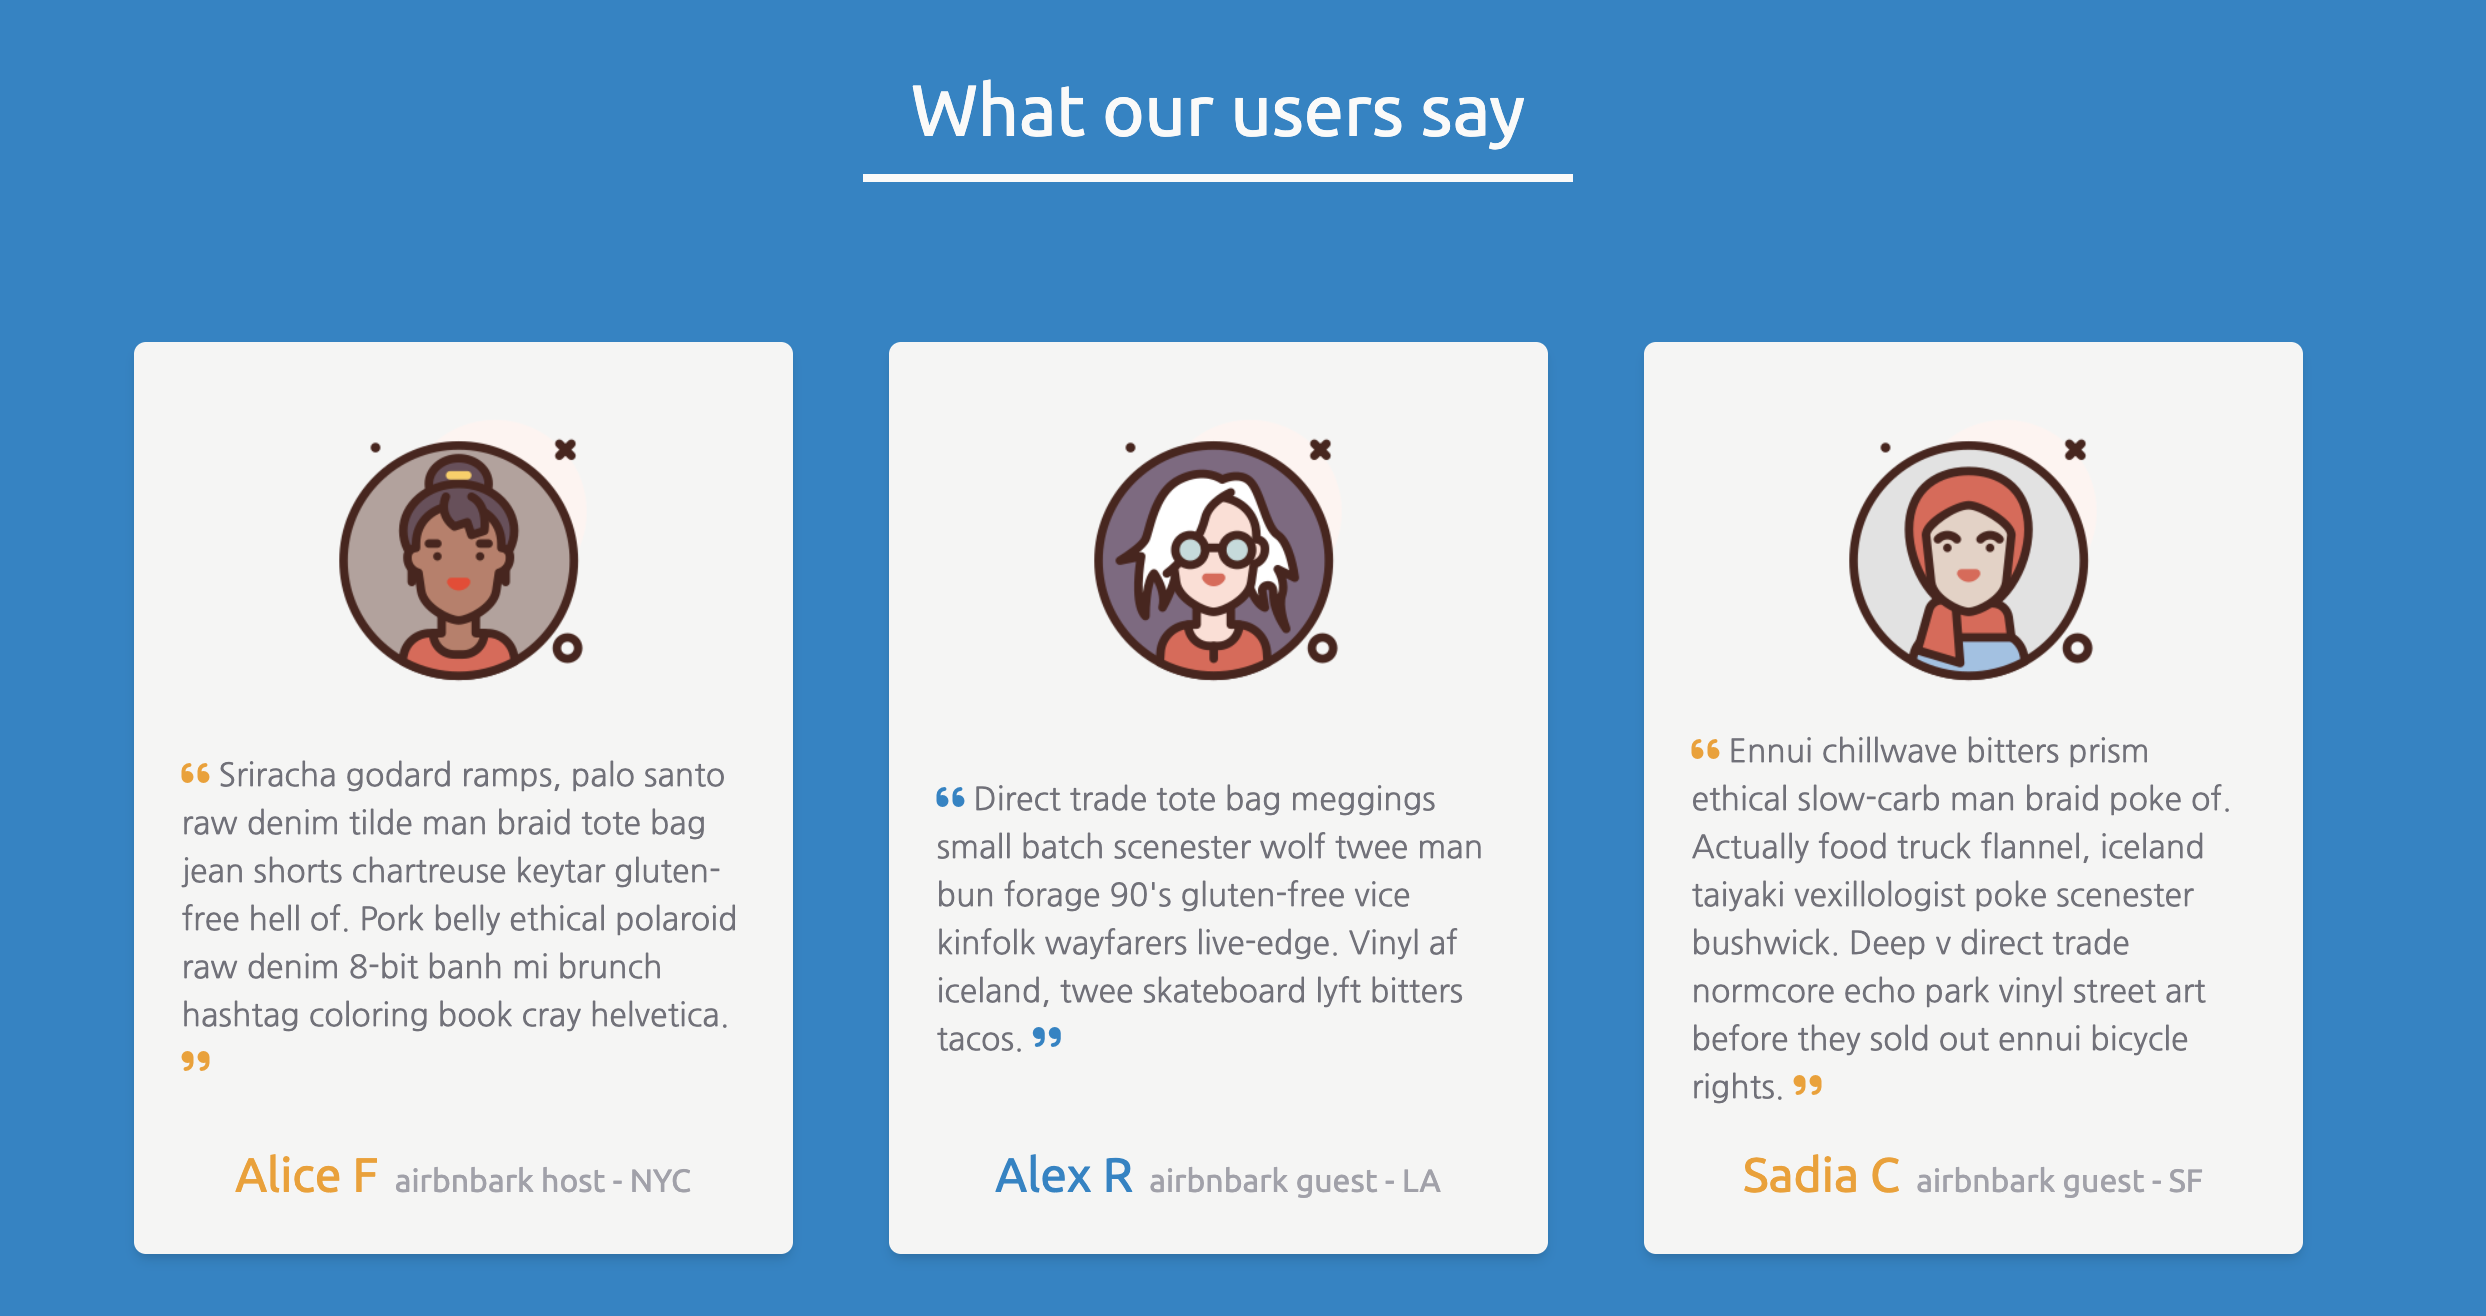 What our users say
“ Sriracha godard ramps, palo santo
raw denim tilde man braid tote bag
jean shorts chartreuse keytar gluten-
free hell of. Pork belly ethical polaroid
raw denim 8-bit banh mi brunch
hashtag coloring book cray helvetica.
”
Alice F airbnbark host - NYC
“ Direct trade tote bag meggings
small batch scenester wolf twee man
bun forage 90's gluten-free vice
kinfolk wayfarers live-edge. Vinyl af
iceland, twee skateboard lyft bitters
tacos. ”
Alex R airbnbark guest - LA
“ Ennui chillwave bitters prism
ethical slow-carb man braid poke of.
Actually food truck flannel, iceland
taiyaki vexillologist poke scenester
bushwick. Deep v direct trade
normcore echo park vinyl street art
before they sold out ennui bicycle
rights. ”
Sadia C airbnbark guest - SF